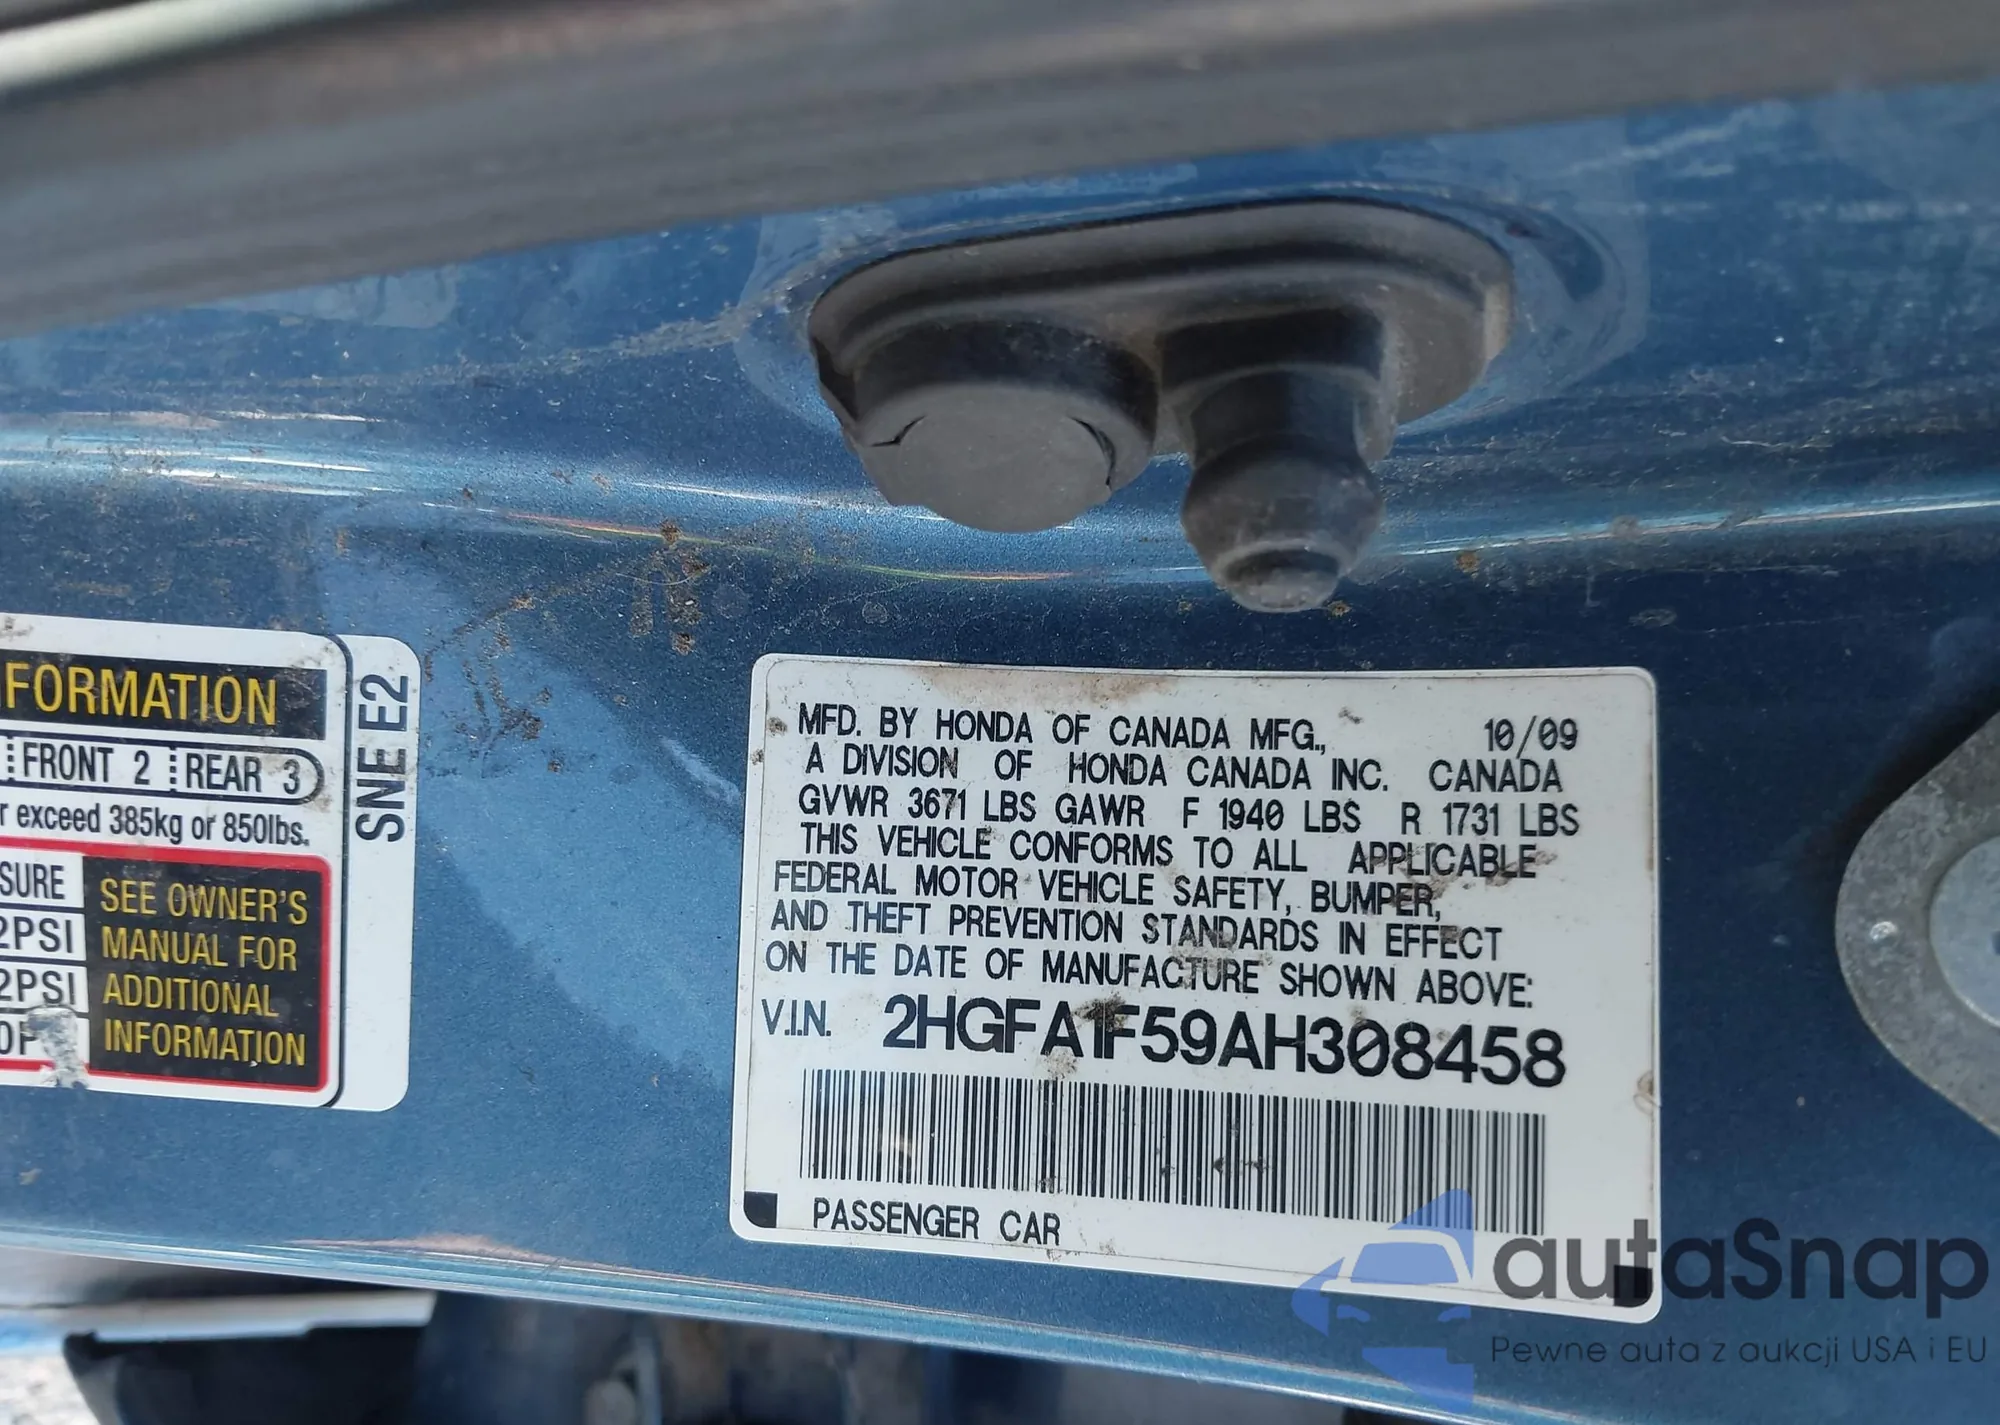 FORMATION
FRONT 2 REAR 3
r exceed 385kg or 850lbs.
SURE
2PSI
2PSI
SEE OWNER'S
MANUAL FOR
ADDITIONAL
INFORMATION
SNE E2
MFD. BY HONDA OF CANADA MFG., 10/09
A DIVISION OF HONDA CANADA INC. CANADA
GVWR 3671 LBS GAWR F 1940 LBS R 1731 LBS
THIS VEHICLE CONFORMS TO ALL APPLICABLE
FEDERAL MOTOR VEHICLE SAFETY, BUMPER,
AND THEFT PREVENTION STANDARDS IN EFFECT
ON THE DATE OF MANUFACTURE SHOWN ABOVE:
V.I.N. 2HGFA1F59AH308458
PASSENGER CAR
autaSnap
Pewne auta z aukcji USA i EU